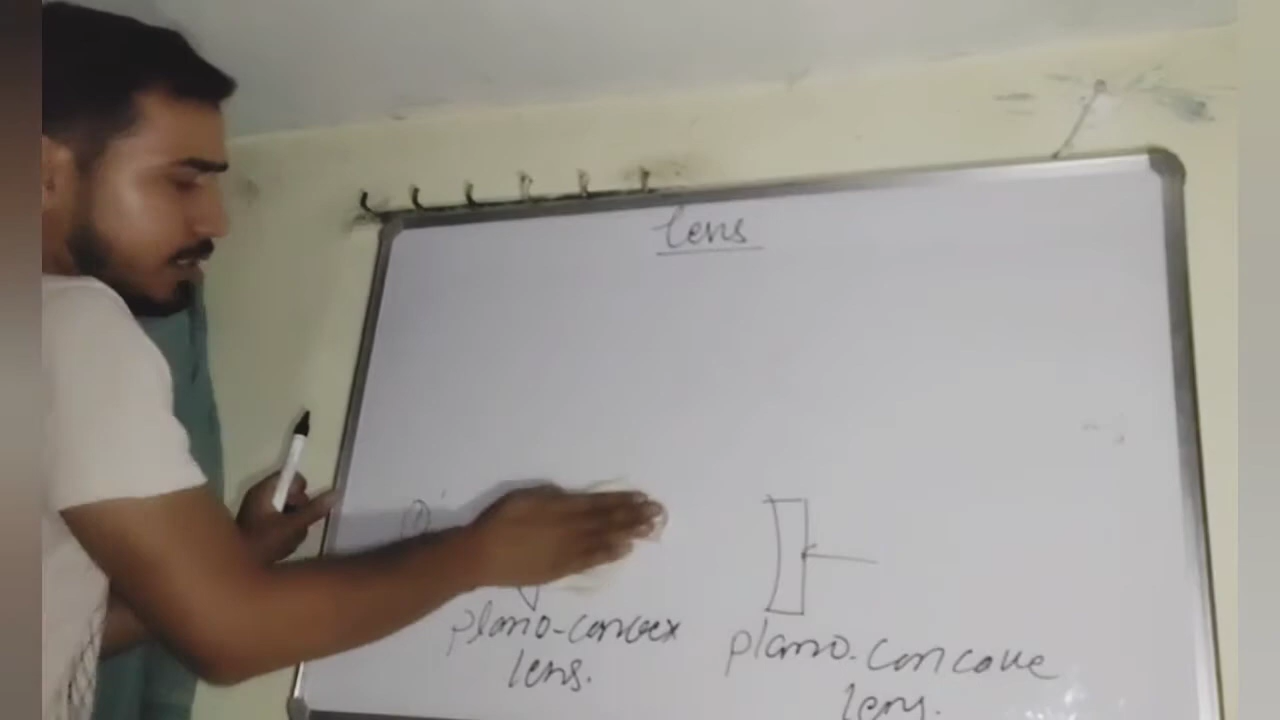 lens
plano-convex
lens.
plano-concave
lens.